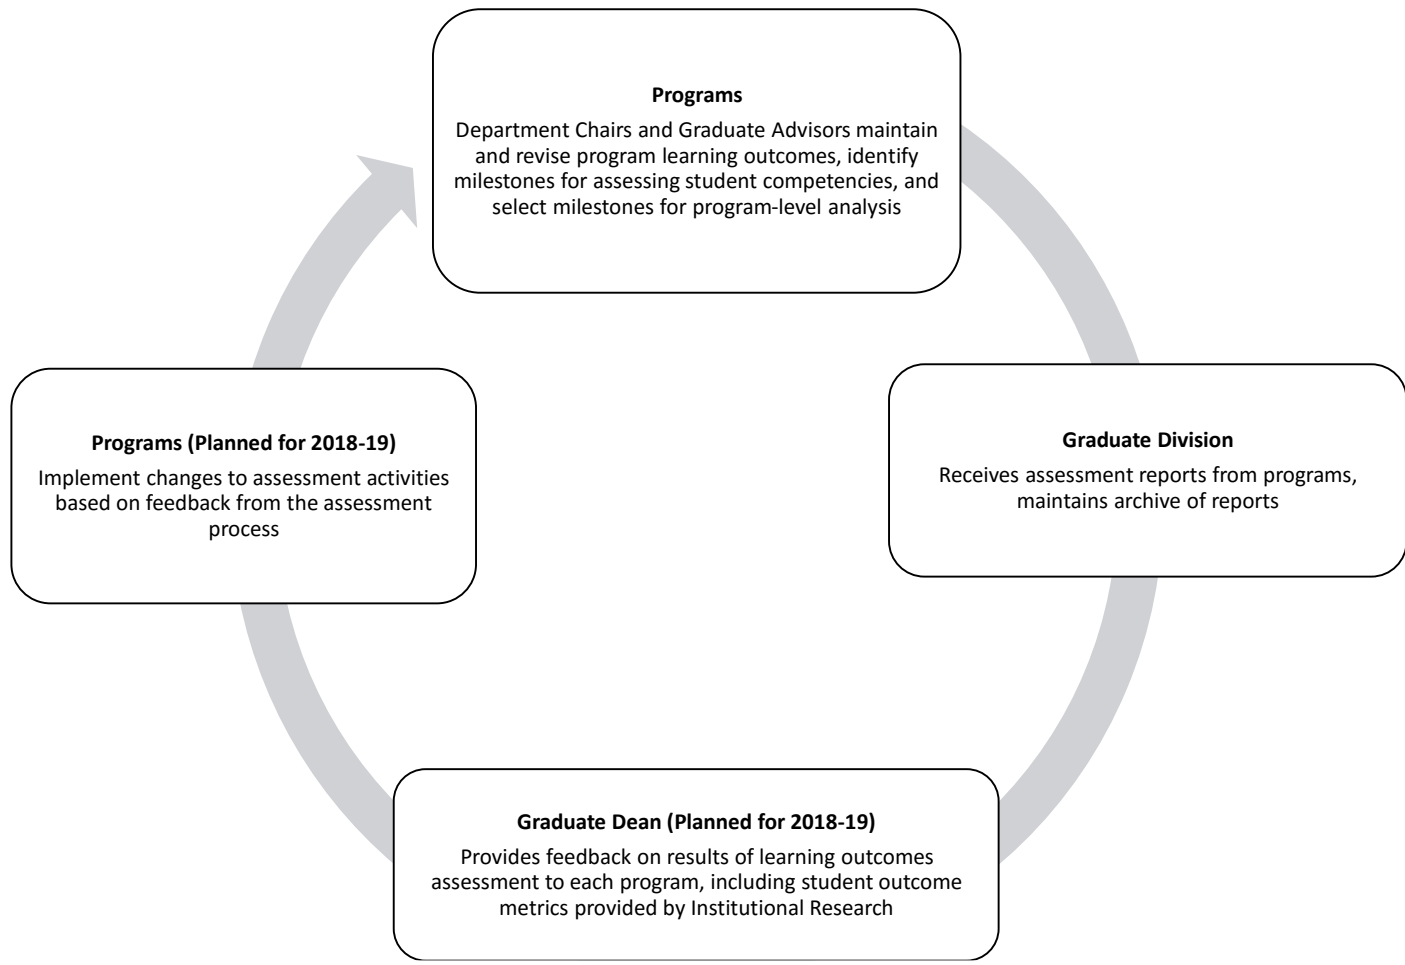 Programs
Department Chairs and Graduate Advisors maintain
and revise program learning outcomes, identify
milestones for assessing student competencies, and
select milestones for program-level analysis
Graduate Division
Receives assessment reports from programs,
maintains archive of reports
Graduate Dean (Planned for 2018-19)
Provides feedback on results of learning outcomes
assessment to each program, including student outcome
metrics provided by Institutional Research
Programs (Planned for 2018-19)
Implement changes to assessment activities
based on feedback from the assessment
process